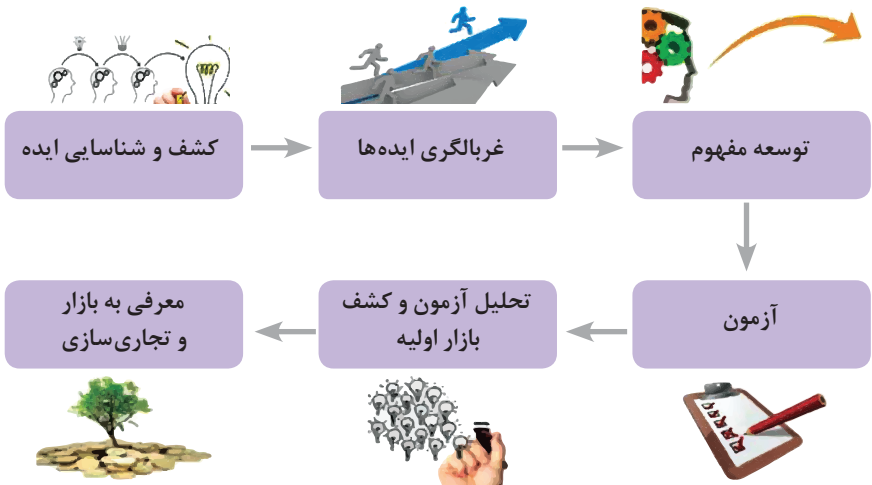 کشف و شناسایی ایده
غربالگری ایده‌ها
توسعه مفهوم
آزمون
تحلیل آزمون و کشف
بازار اولیه
معرفی به بازار
و تجاری‌سازی